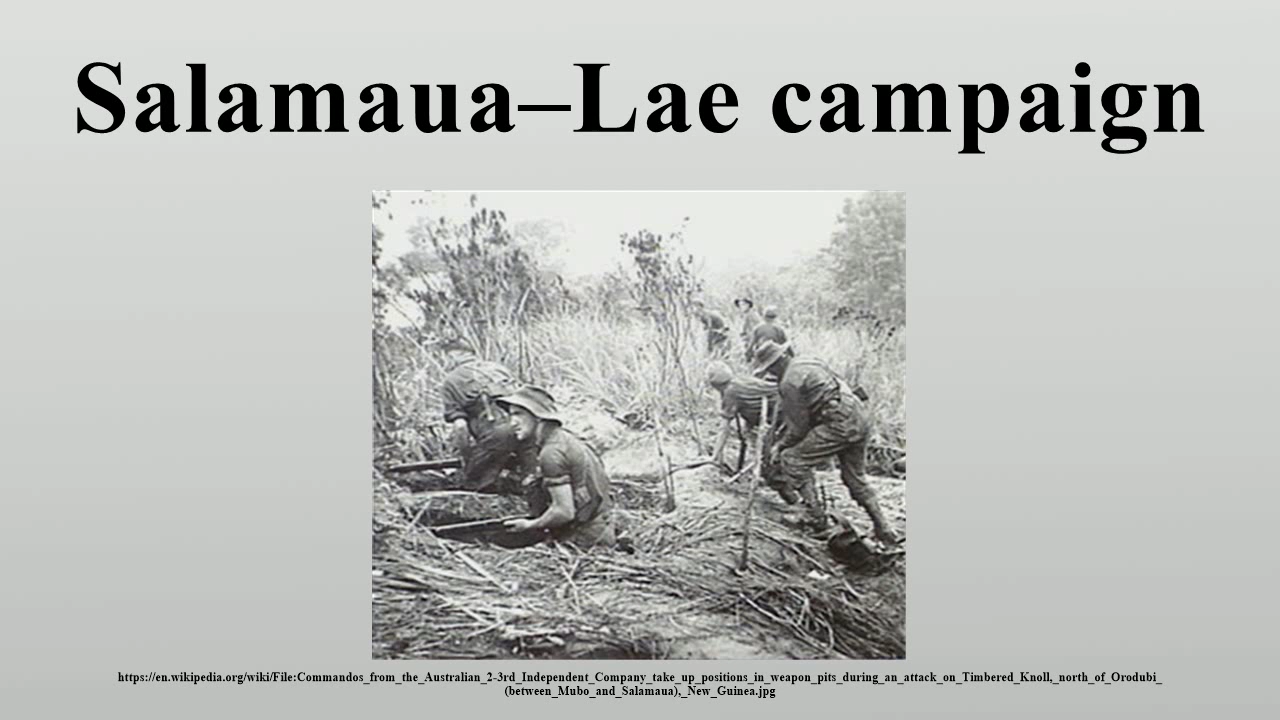 Salamaua–Lae campaign
https://en.wikipedia.org/wiki/File:Commandos_from_the_Australian_2-3rd_Independent_Company_take_up_positions_in_weapon_pits_during_an_attack_on_Timbered_Knoll,_north_of_Orodubi_
(between_Mubo_and_Salamaua),_New_Guinea.jpg